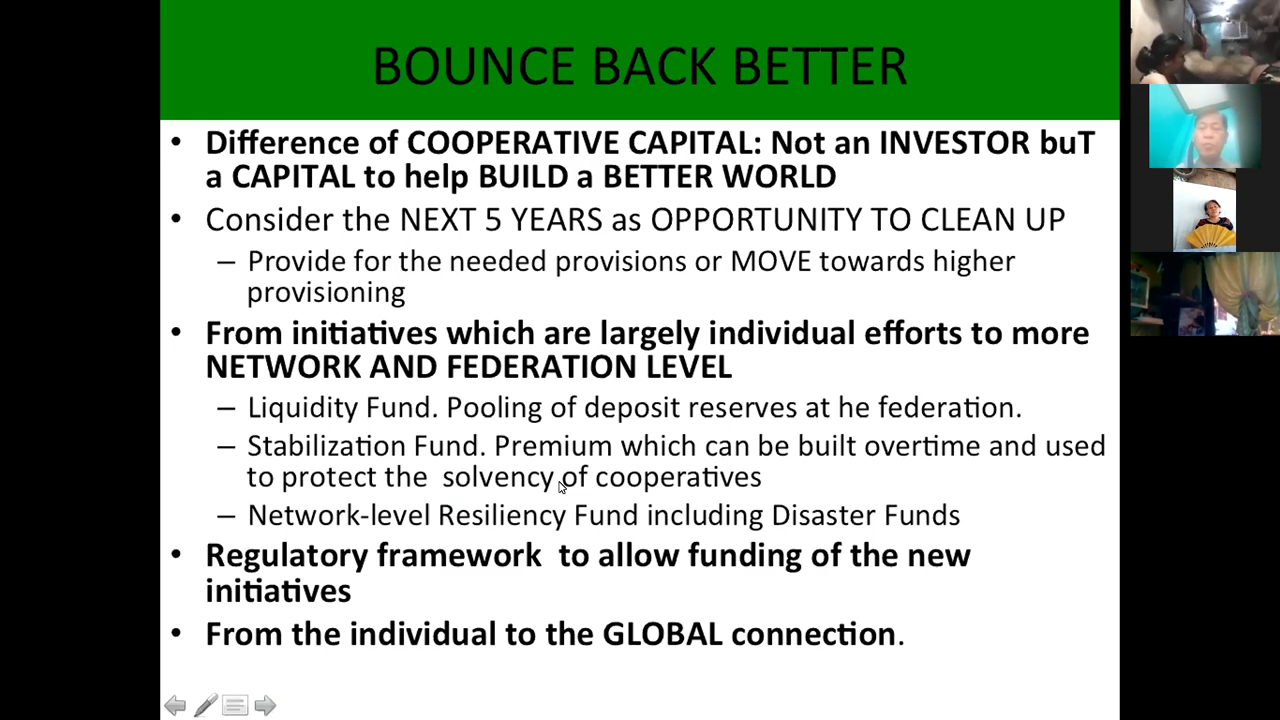 BOUNCE BACK BETTER
• Difference of COOPERATIVE CAPITAL: Not an INVESTOR buT
a CAPITAL to help BUILD a BETTER WORLD
• Consider the NEXT 5 YEARS as OPPORTUNITY TO CLEAN UP
– Provide for the needed provisions or MOVE towards higher
provisioning
• From initiatives which are largely individual efforts to more
NETWORK AND FEDERATION LEVEL
– Liquidity Fund. Pooling of deposit reserves at he federation.
– Stabilization Fund. Premium which can be built overtime and used
to protect the  solvency of cooperatives
– Network-level Resiliency Fund including Disaster Funds
• Regulatory framework  to allow funding of the new
initiatives
• From the individual to the GLOBAL connection.